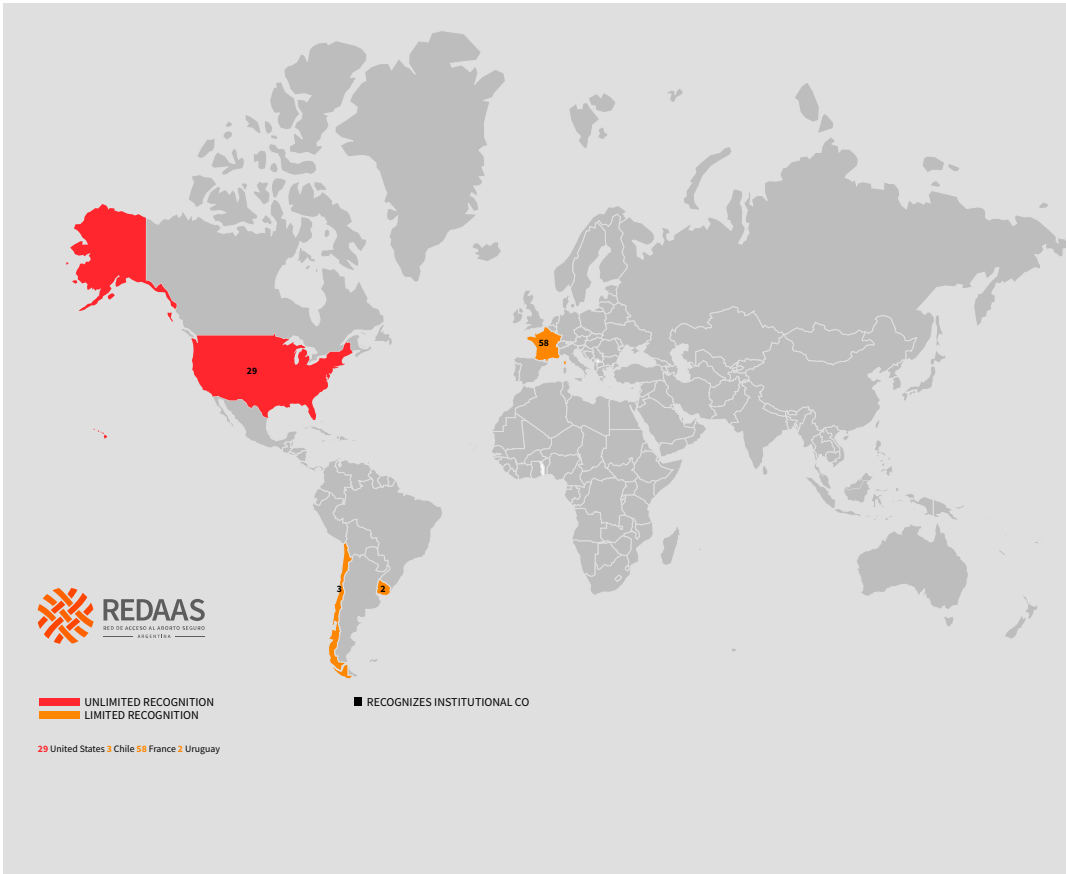 58
29
3
2
REDAAS
RED DE ACCESO AL ABORTO SEGURO
ARGENTINA
UNLIMITED RECOGNITION
RECOGNIZES INSTITUTIONAL CO
LIMITED RECOGNITION
29 United States 3 Chile 58 France 2 Uruguay